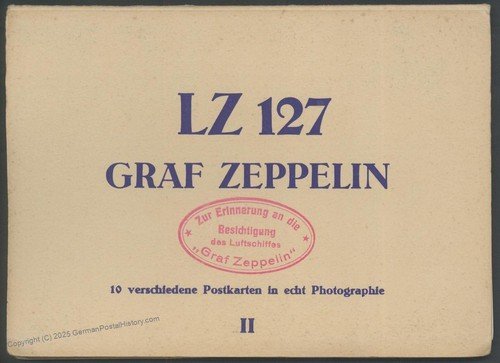 LZ 127
GRAF ZEPPELIN
★ Zur Erinnerung an die ★
Besichtigung
des Luftschiffes
„Graf Zeppelin“
10 verschiedene Postkarten in echt Photographie
II
Copyright (C) 2025 GermanPostalHistory.com